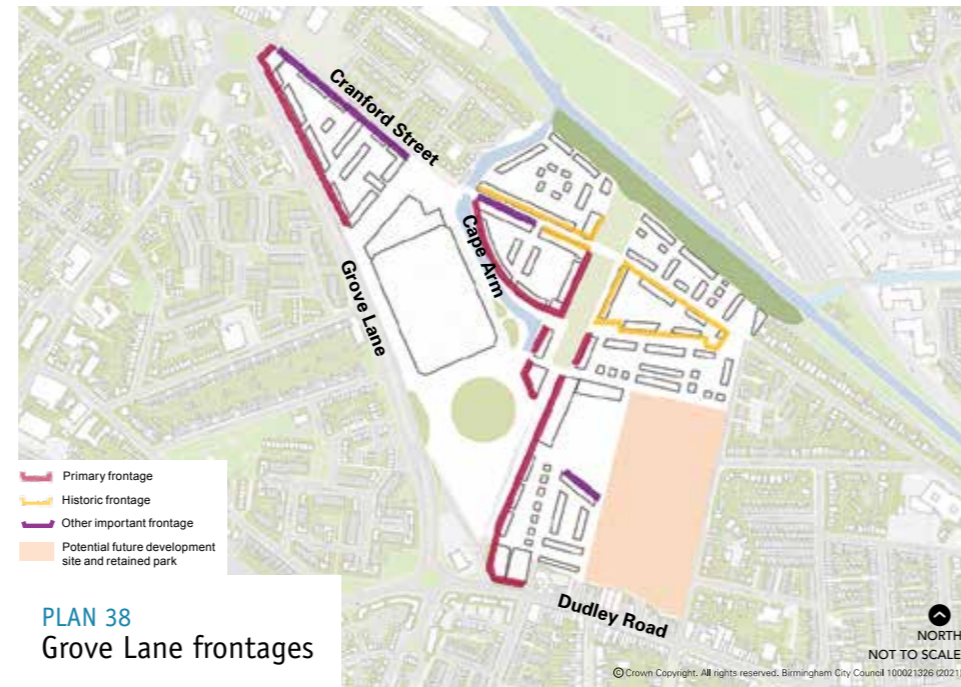 Cranford Street
Cape Arm
Grove Lane
Primary frontage
Historic frontage
Other important frontage
Potential future development
site and retained park
PLAN 38
Grove Lane frontages
Dudley Road
NORTH
NOT TO SCALE
© Crown Copyright. All rights reserved. Birmingham City Council 100021326 (2021)